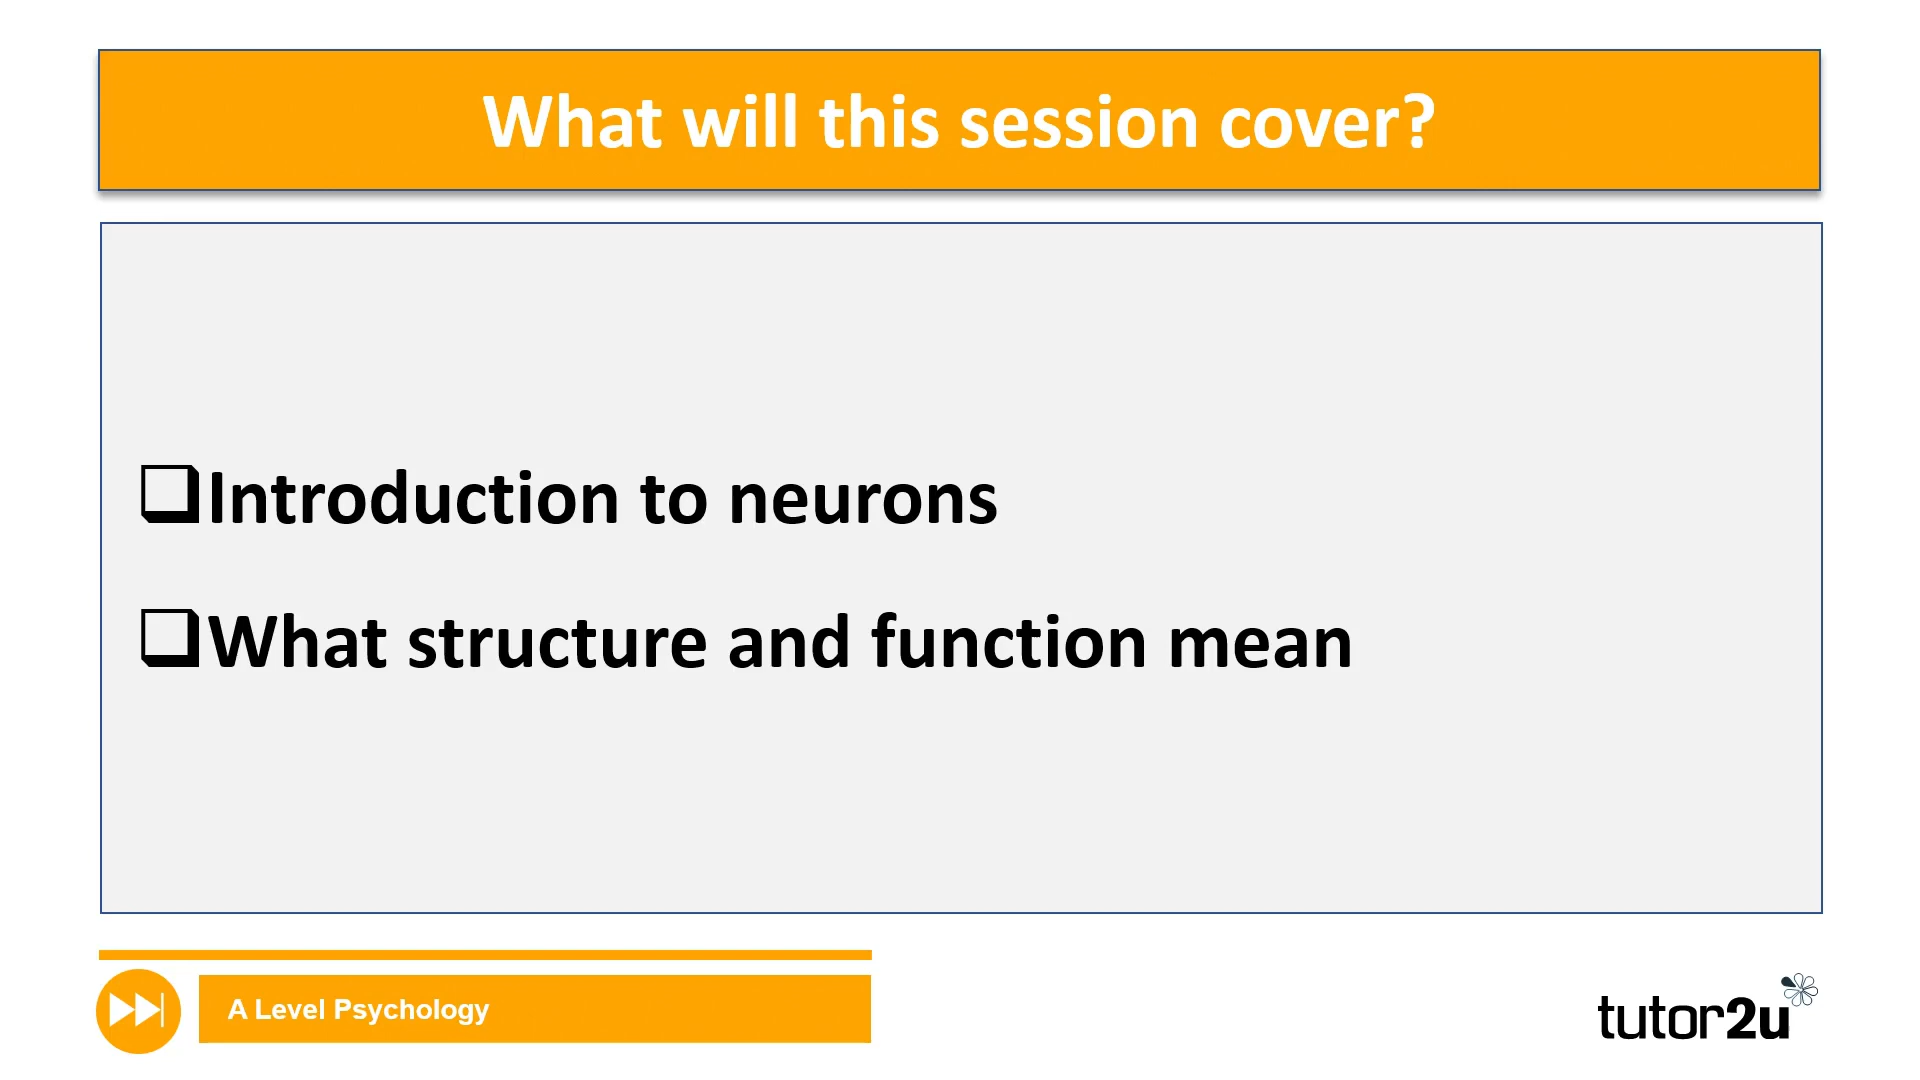 What will this session cover?
Introduction to neurons
What structure and function mean
A Level Psychology
tutor2u